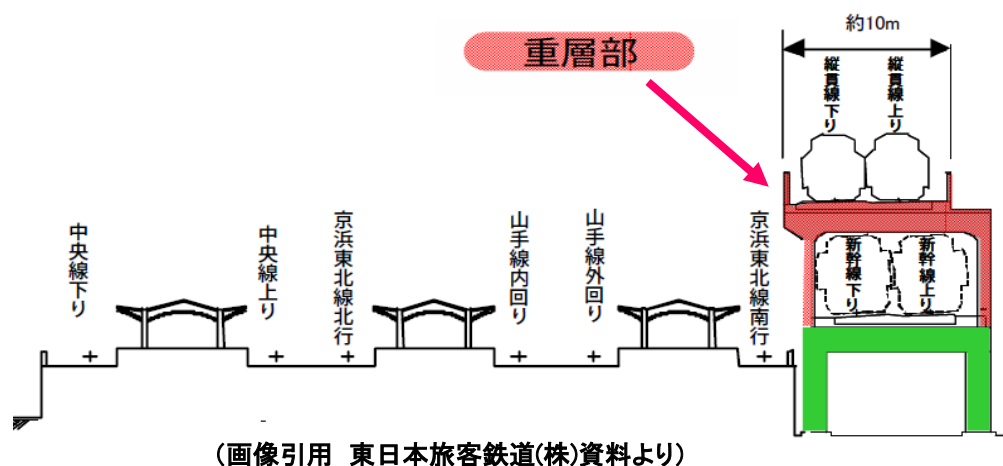 約10m
重層部
縦貫線下り
縦貫線上り
中央線下り
中央線上り
京浜東北線北行
山手線内回り
山手線外回り
京浜東北線南行
新幹線下り
新幹線上り
(画像引用 東日本旅客鉄道(株)資料より)